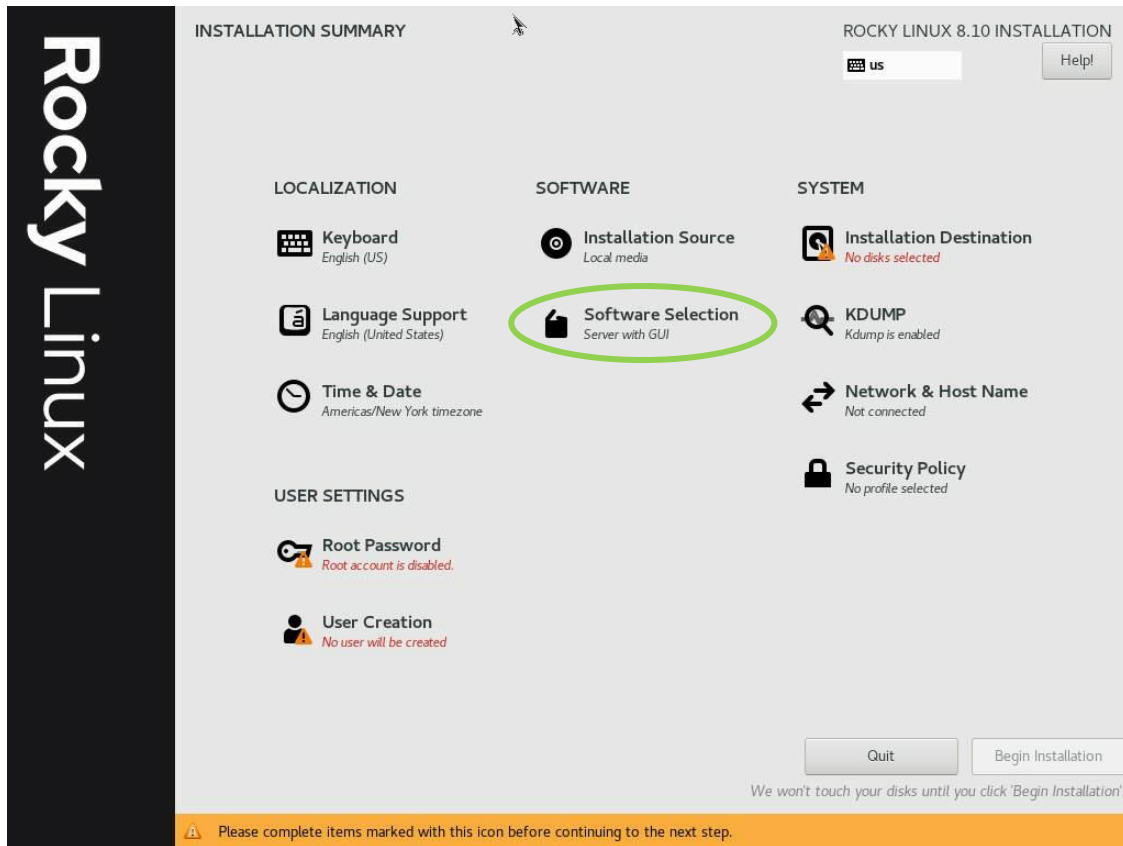 Rocky Linux
INSTALLATION SUMMARY
ROCKY LINUX 8.10 INSTALLATION
us
Help!
LOCALIZATION
Keyboard
English (US)
Language Support
English (United States)
Time & Date
Americas/New York timezone
SOFTWARE
Installation Source
Local media
Software Selection
Server with GUI
SYSTEM
Installation Destination
No disks selected
KDUMP
Kdump is enabled
Network & Host Name
Not connected
Security Policy
No profile selected
USER SETTINGS
Root Password
Root account is disabled.
User Creation
No user will be created
Quit
Begin Installation
We won't touch your disks until you click 'Begin Installation'
Please complete items marked with this icon before continuing to the next step.